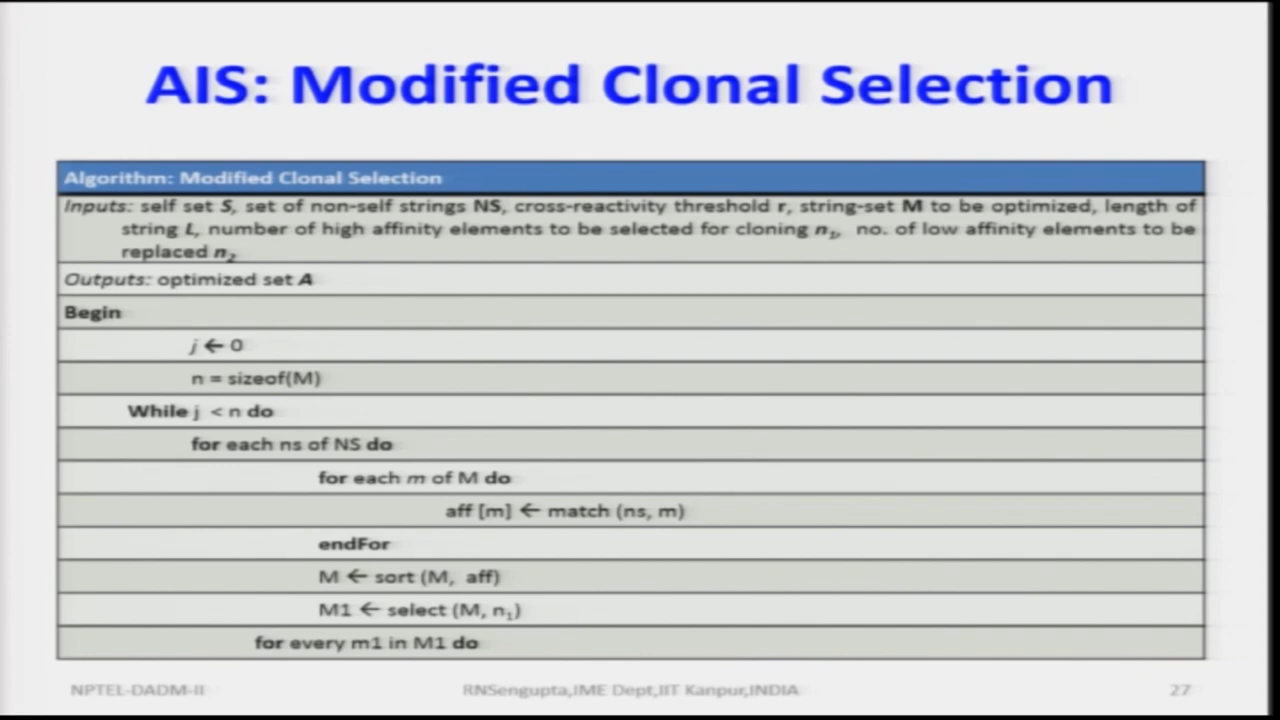 AIS: Modified Clonal Selection
Algorithm: Modified Clonal Selection
Inputs: self set S, set of non-self strings NS, cross-reactivity threshold r, string-set M to be optimized, length of
string L, number of high affinity elements to be selected for cloning n₁, no. of low affinity elements to be
replaced n₂
Outputs: optimized set A
Begin
j ← 0
n = sizeof(M)
While j < n do
for each ns of NS do
for each m of M do
aff [m] ← match (ns, m)
endFor
M ← sort (M, aff)
M1 ← select (M, n₁)
for every m1 in M1 do
NPTEL-DADM-II RNSengupta,IME Dept,IIT Kanpur,INDIA 27